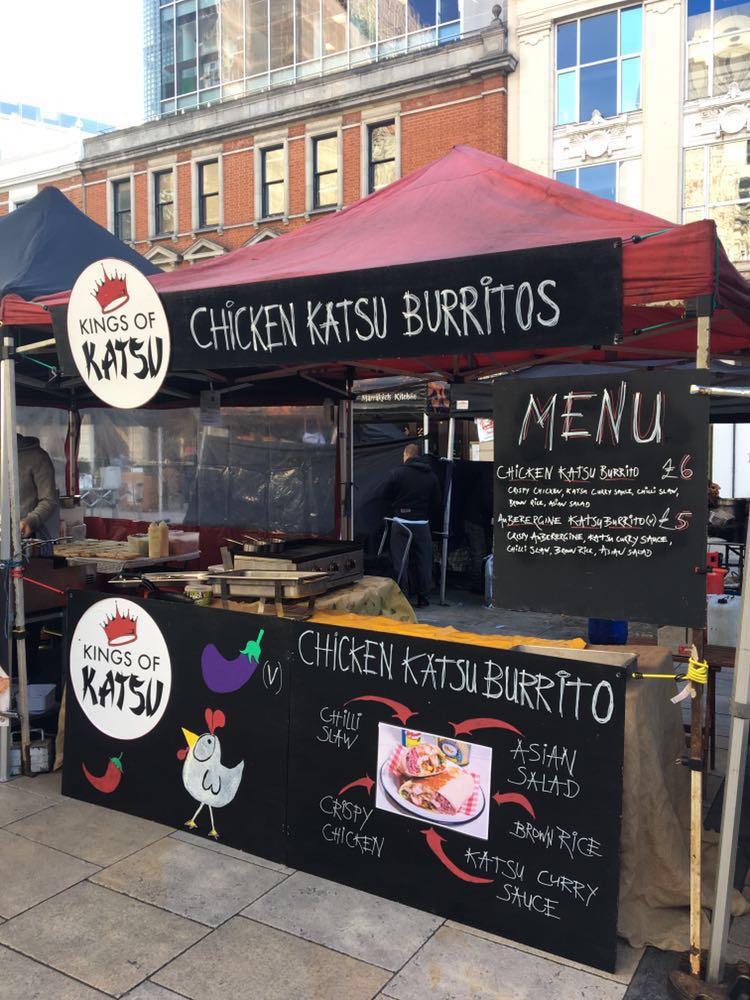 KINGS OF
KATSU
CHICKEN KATSU BURRITOS
Marrakich Kitchen
MENU
CHICKEN KATSU BURRITO £6
CRISPY CHICKEN, KATSU CURRY SAUCE, CHILLI SLAW,
BROWN RICE, ASIAN SALAD
AUBERGINE KATSU BURRITO (V) £5
CRISPY AUBERGINE, KATSU CURRY SAUCE,
CHILLI SLAW, BROWN RICE, ASIAN SALAD
KINGS OF
KATSU
(V)
CHICKEN KATSU BURRITO
CHILLI
SLAW
ASIAN
SALAD
CRISPY
CHICKEN
BROWN RICE
KATSU CURRY
SAUCE